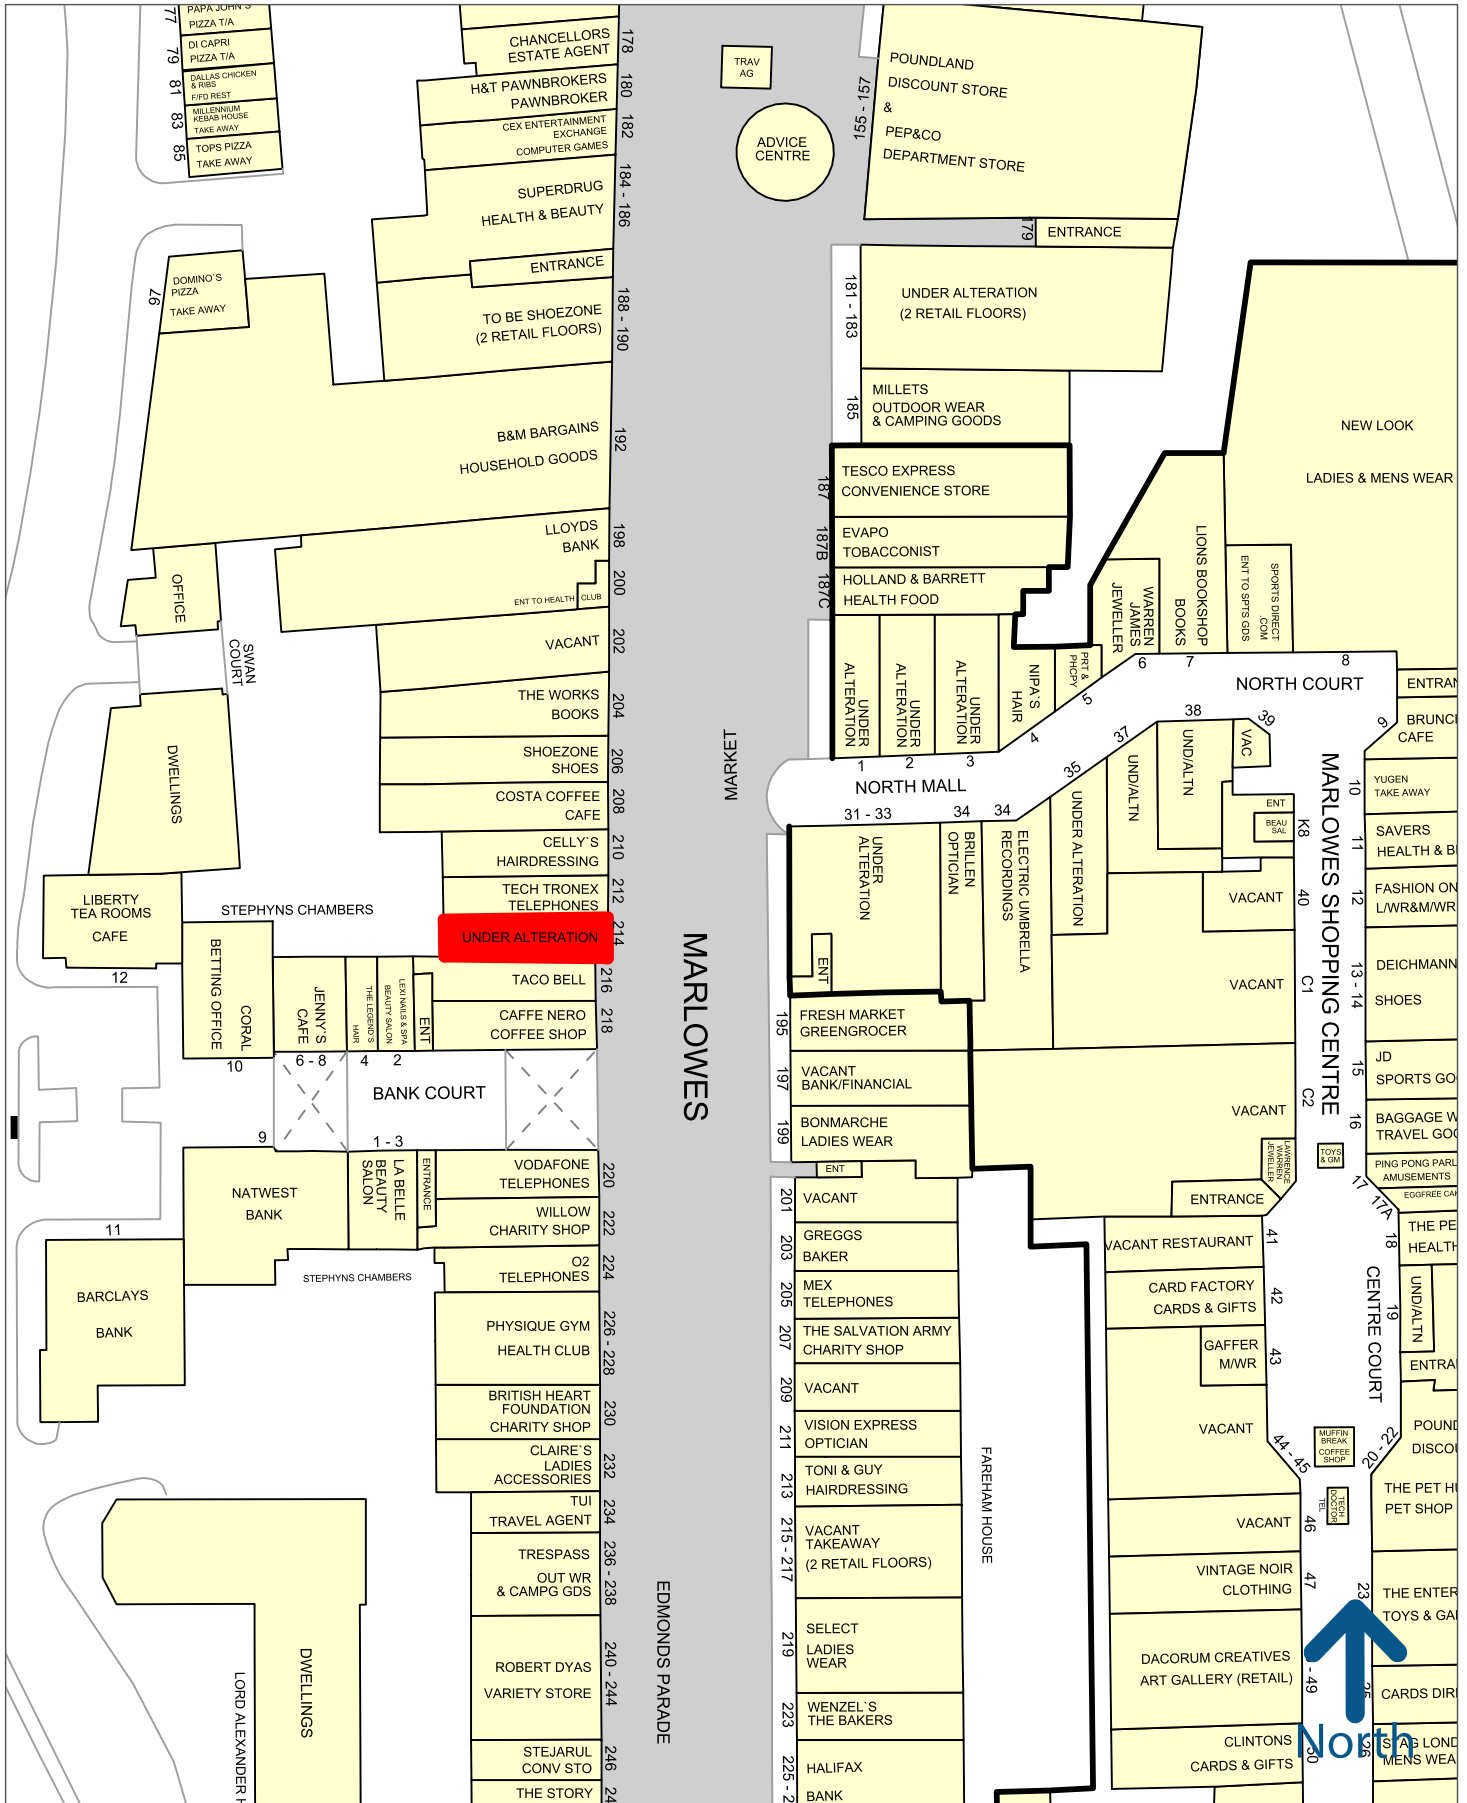 77
PAPA JOHN'S
PIZZA T/A
79
DI CAPRI
PIZZA T/A
81
DALLAS CHICKEN
& RIBS
F/FD REST
83
MILLENNIUM
KEBAB HOUSE
TAKE AWAY
85
TOPS PIZZA
TAKE AWAY
97
DOMINO`S
PIZZA
TAKE AWAY
CHANCELLORS
ESTATE AGENT
178
H&T PAWNBROKERS
PAWNBROKER
180
CEX ENTERTAINMENT
EXCHANGE
COMPUTER GAMES
182
SUPERDRUG
HEALTH & BEAUTY
184 - 186
ENTRANCE
TO BE SHOEZONE
(2 RETAIL FLOORS)
188 - 190
B&M BARGAINS
HOUSEHOLD GOODS
192
LLOYDS
BANK
198
ENT TO HEALTH CLUB
200
OFFICE
SWAN
COURT
VACANT
202
THE WORKS
BOOKS
204
SHOEZONE
SHOES
206
COSTA COFFEE
CAFE
208
CELLY`S
HAIRDRESSING
210
TECH TRONEX
TELEPHONES
212
UNDER ALTERATION
214
TACO BELL
216
CAFFE NERO
COFFEE SHOP
218
DWELLINGS
LIBERTY
TEA ROOMS
CAFE
12
STEPHYNS CHAMBERS
CORAL
BETTING OFFICE
10
JENNY`S
CAFE
6 - 8
THE LEGEND`S
HAIR
4
LEXI NAILS & SPA
BEAUTY SALON
2
ENT
BANK COURT
9
1 - 3
NATWEST
BANK
LA BELLE
BEAUTY
SALON
ENTRANCE
VODAFONE
TELEPHONES
220
WILLOW
CHARITY SHOP
222
O2
TELEPHONES
224
STEPHYNS CHAMBERS
11
BARCLAYS
BANK
PHYSIQUE GYM
HEALTH CLUB
226 - 228
BRITISH HEART
FOUNDATION
CHARITY SHOP
230
CLAIRE`S
LADIES
ACCESSORIES
232
TUI
TRAVEL AGENT
234
TRESPASS
OUT WR
& CAMPG GDS
236 - 238
ROBERT DYAS
VARIETY STORE
240 - 244
STEJARUL
CONV STO
246
THE STORY
24
DWELLINGS
LORD ALEXANDER H
MARKET
MARLOWES
EDMONDS PARADE
TRAV
AG
ADVICE
CENTRE
155 - 157
POUNDLAND
DISCOUNT STORE
&
PEP&CO
DEPARTMENT STORE
179
ENTRANCE
181 - 183
UNDER ALTERATION
(2 RETAIL FLOORS)
185
MILLETS
OUTDOOR WEAR
& CAMPING GOODS
187
TESCO EXPRESS
CONVENIENCE STORE
187B
EVAPO
TOBACCONIST
187C
HOLLAND & BARRETT
HEALTH FOOD
UNDER
ALTERATION
1
UNDER
ALTERATION
2
UNDER
ALTERATION
3
NIPA`S
HAIR
4
PRT &
PHCPY
5
WARREN
JAMES
JEWELLER
6
LIONS BOOKSHOP
BOOKS
7
SPORTS DIRECT
.COM
ENT TO SPTS GDS
8
NEW LOOK
LADIES & MENS WEAR
NORTH COURT
NORTH MALL
31 - 33
UNDER
ALTERATION
ENT
34
BRILLEN
OPTICIAN
34
ELECTRIC UMBRELLA
RECORDINGS
35
UNDER ALTERATION
37
UND/ALTN
38
UND/ALTN
39
VAC
ENT
BEAU
SAL
K8
VACANT
40
VACANT
C1
VACANT
C2
LAWRENCE
WARREN
JEWELLER
ENTRANCE
MARLOWES SHOPPING CENTRE
ENTRAN
9
BRUNC
CAFE
10
YUGEN
TAKE AWAY
11
SAVERS
HEALTH & B
12
FASHION ON
L/WR&M/WR
13 - 14
DEICHMANN
SHOES
15
JD
SPORTS GO
16
BAGGAGE W
TRAVEL GOO
TOYS
& GM
17
PING PONG PARL
AMUSEMENTS
17A
EGGFREE CA
18
THE PE
HEALTH
19
UND/ALTN
ENTRA
CENTRE COURT
20 - 22
POUND
DISCOU
THE PET H
PET SHOP
23
THE ENTER
TOYS & GA
25
CARDS DIR
26
STAG LOND
MENS WEA
North
195
FRESH MARKET
GREENGROCER
197
VACANT
BANK/FINANCIAL
199
BONMARCHE
LADIES WEAR
ENT
201
VACANT
203
GREGGS
BAKER
205
MEX
TELEPHONES
207
THE SALVATION ARMY
CHARITY SHOP
209
VACANT
211
VISION EXPRESS
OPTICIAN
213
TONI & GUY
HAIRDRESSING
215 - 217
VACANT
TAKEAWAY
(2 RETAIL FLOORS)
219
SELECT
LADIES
WEAR
223
WENZEL`S
THE BAKERS
225 - 2
HALIFAX
BANK
FAREHAM HOUSE
VACANT RESTAURANT
41
CARD FACTORY
CARDS & GIFTS
42
GAFFER
M/WR
43
VACANT
44 - 45
MUFFIN
BREAK
COFFEE
SHOP
TECH
DOCTOR
TEL
VACANT
46
VINTAGE NOIR
CLOTHING
47
DACORUM CREATIVES
ART GALLERY (RETAIL)
- 49
CLINTONS
CARDS & GIFTS
50